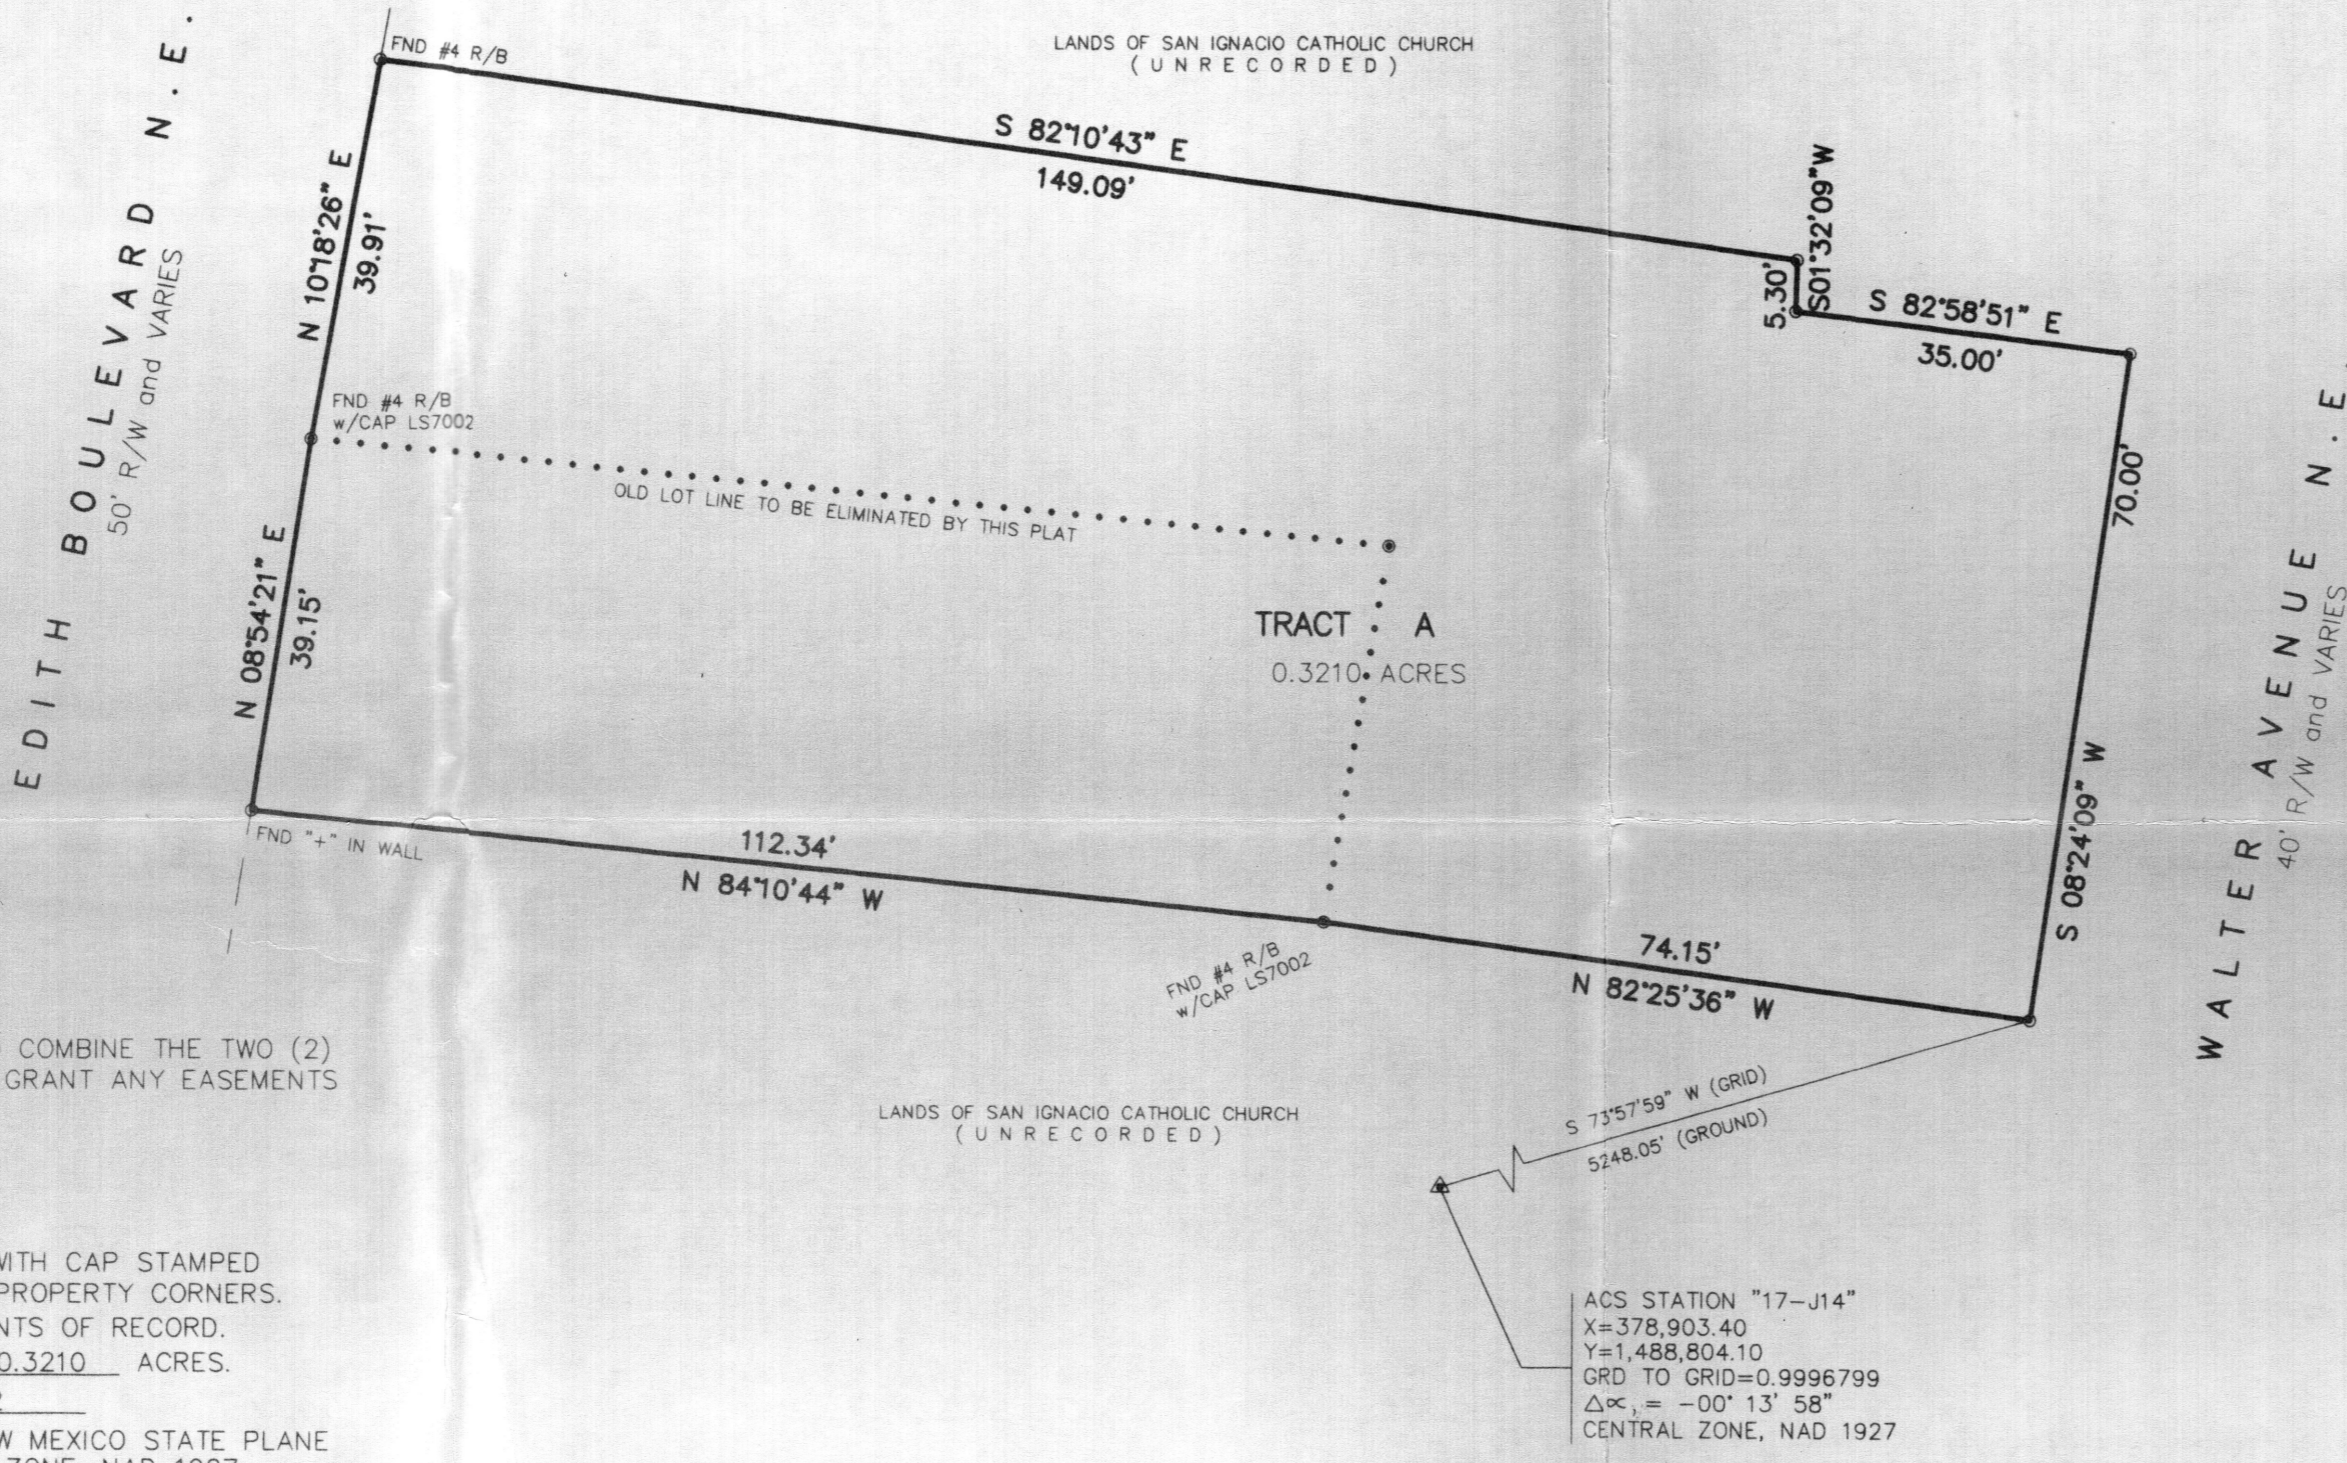 LANDS OF SAN IGNACIO CATHOLIC CHURCH
(UNRECORDED)
FND #4 R/B
S 82°10'43" E
149.09'
S01°32'09"W
5.30'
S 82°58'51" E
35.00'
EDITH BOULEVARD N.E.
50' R/W and VARIES
N 10°18'26" E
39.91'
FND #4 R/B
w/CAP LS7002
OLD LOT LINE TO BE ELIMINATED BY THIS PLAT
N 08°54'21" E
39.15'
TRACT A
0.3210 ACRES
70.00'
S 08°24'09" W
WALTER AVENUE N.E.
40' R/W and VARIES
FND "+" IN WALL
112.34'
N 84°10'44" W
FND #4 R/B
w/CAP LS7002
74.15'
N 82°25'36" W
COMBINE THE TWO (2)
GRANT ANY EASEMENTS
LANDS OF SAN IGNACIO CATHOLIC CHURCH
(UNRECORDED)
S 73°57'59" W (GRID)
5248.05' (GROUND)
WITH CAP STAMPED
PROPERTY CORNERS.
NTS OF RECORD.
0.3210 ACRES.
W MEXICO STATE PLANE
ZONE, NAD 1927
ACS STATION "17-J14"
X=378,903.40
Y=1,488,804.10
GRD TO GRID=0.9996799
Δ∝, = -00° 13' 58"
CENTRAL ZONE, NAD 1927